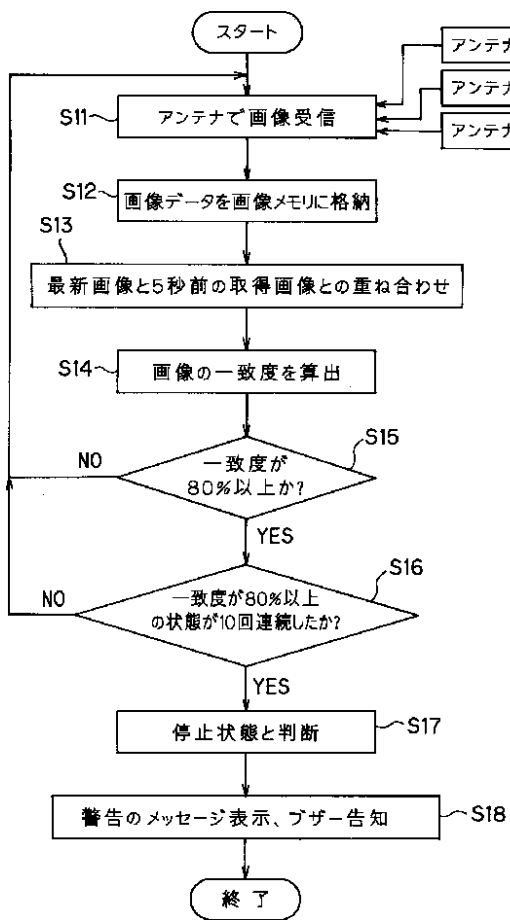 スタート
アンテナ
アンテナ
アンテナ
S11
アンテナで画像受信
S12
画像データを画像メモリに格納
S13
最新画像と5秒前の取得画像との重ね合わせ
S14
画像の一致度を算出
S15
一致度が
80%以上か?
NO
YES
S16
一致度が80%以上
の状態が10回連続したか?
NO
YES
停止状態と判断
S17
警告のメッセージ表示、ブザー告知
S18
終了